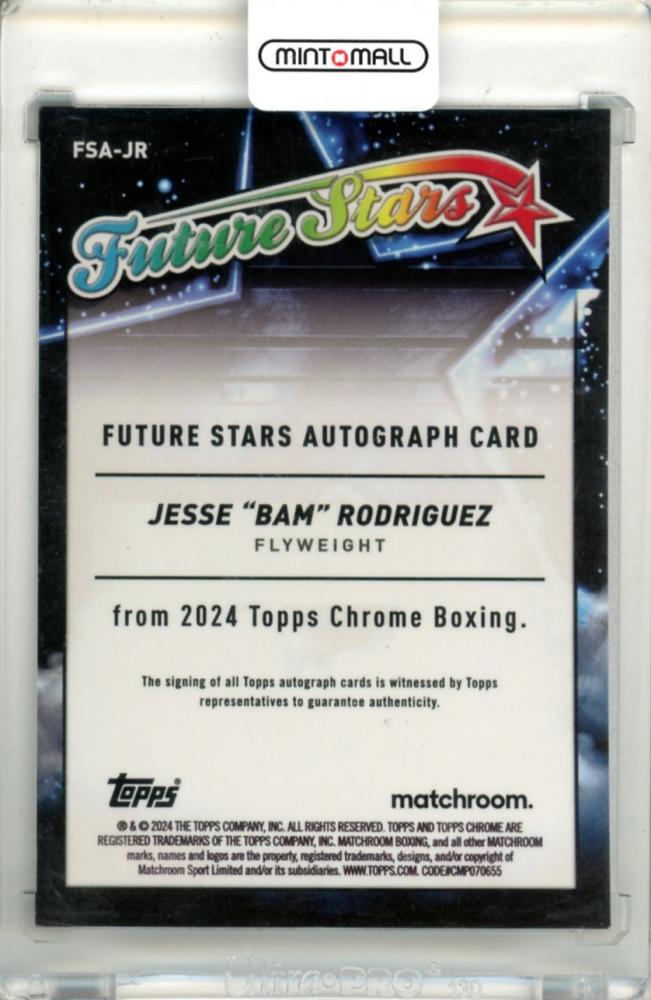 MINT MALL
FSA-JR
Future Stars
FUTURE STARS AUTOGRAPH CARD
JESSE “BAM” RODRIGUEZ
FLYWEIGHT
from 2024 Topps Chrome Boxing.
The signing of all Topps autograph cards is witnessed by Topps
representatives to guarantee authenticity.
Topps®
matchroom.
® & © 2024 THE TOPPS COMPANY, INC. ALL RIGHTS RESERVED. TOPPS AND TOPPS CHROME ARE
REGISTERED TRADEMARKS OF THE TOPPS COMPANY, INC. MATCHROOM BOXING, and all other MATCHROOM
marks, names and logos are the property, registered trademarks, designs, and/or copyright of
Matchroom Sport Limited and/or its subsidiaries. WWW.TOPPS.COM. CODE#CMP070655
Ultra·PRO®